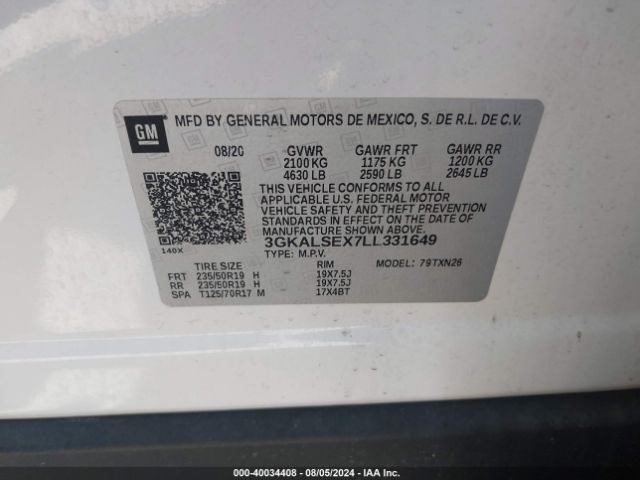 GM
MFD BY GENERAL MOTORS DE MEXICO, S. DE R.L. DE C.V.
08/20 GVWR GAWR FRT GAWR RR
2100 KG 1175 KG 1200 KG
4630 LB 2590 LB 2645 LB
THIS VEHICLE CONFORMS TO ALL
APPLICABLE U.S. FEDERAL MOTOR
VEHICLE SAFETY AND THEFT PREVENTION
STANDARDS IN EFFECT ON THE DATE OF
MANUFACTURE SHOWN ABOVE.
140X 3GKALSEX7LL331649
TYPE: M.P.V. MODEL: 79TXN26
TIRE SIZE RIM
FRT 235/50R19 H 19X7.5J
RR 235/50R19 H 19X7.5J
SPA T125/70R17 M 17X4BT
000-40034408 - 08/05/2024 - IAA Inc.